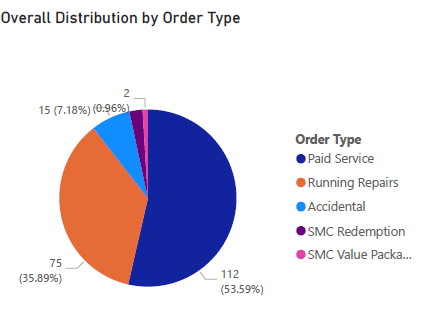 Overall Distribution by Order Type
2
(0.96%)
15 (7.18%)
75
(35.89%)
112
(53.59%)
Order Type
Paid Service
Running Repairs
Accidental
SMC Redemption
SMC Value Packa...